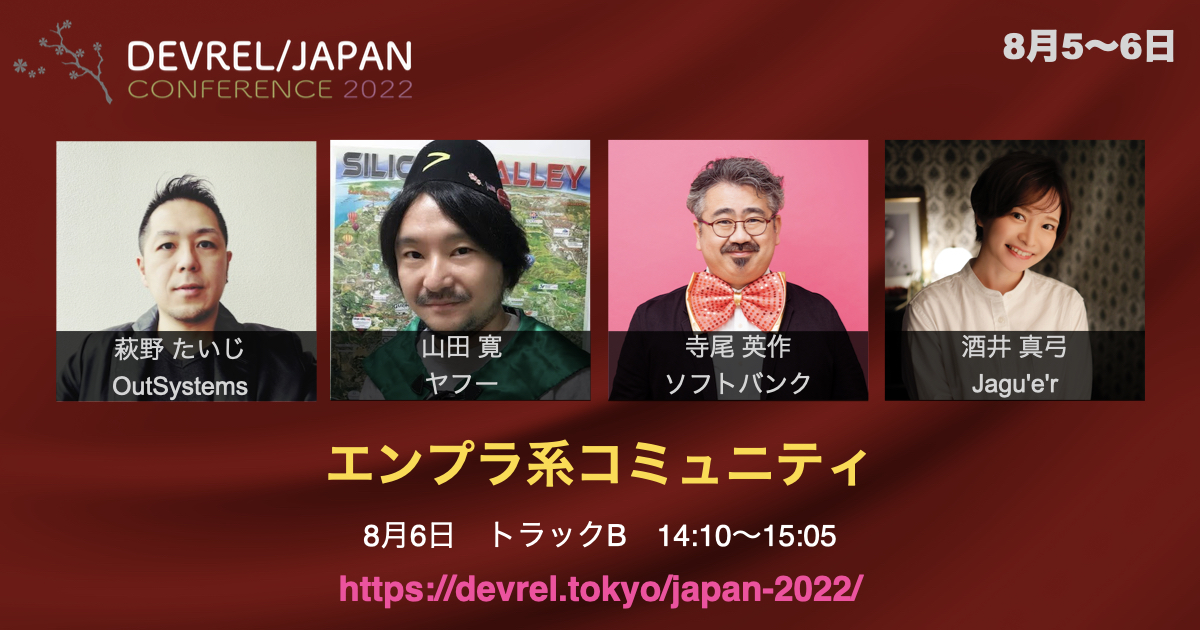 DEVREL/JAPAN
CONFERENCE 2022
8月5〜6日
SILIC ALLEY
萩野 たいじ
OutSystems
山田 寛
ヤフー
寺尾 英作
ソフトバンク
酒井 真弓
Jagu'e'r
エンプラ系コミュニティ
8月6日　トラックB　14:10〜15:05
https://devrel.tokyo/japan-2022/